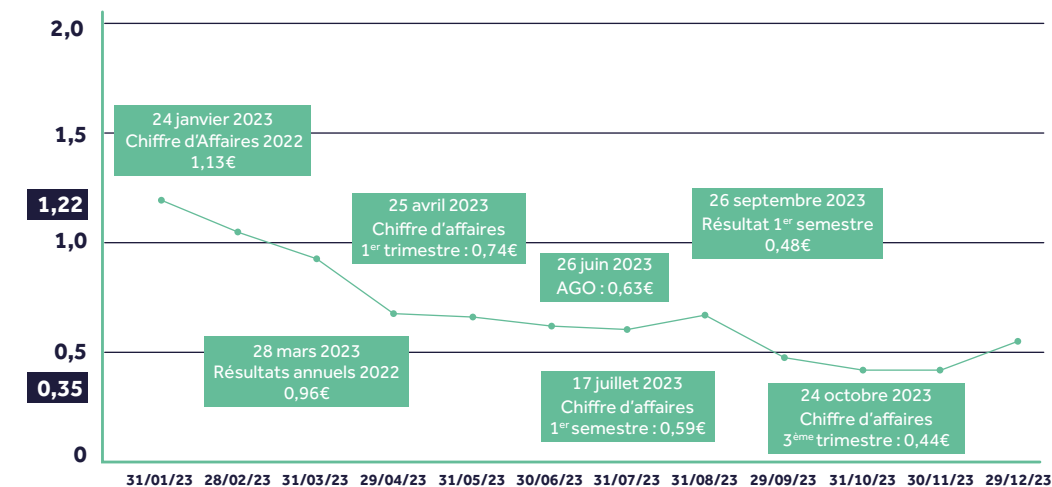 2,0
1,5
1,22
1,0
0,5
0,35
0
24 janvier 2023
Chiffre d'Affaires 2022
1,13€
28 mars 2023
Résultats annuels 2022
0,96€
25 avril 2023
Chiffre d'affaires
1er trimestre : 0,74€
26 juin 2023
AGO : 0,63€
17 juillet 2023
Chiffre d'affaires
1er semestre : 0,59€
26 septembre 2023
Résultat 1er semestre
0,48€
24 octobre 2023
Chiffre d'affaires
3ème trimestre : 0,44€
31/01/23 28/02/23 31/03/23 29/04/23 31/05/23 30/06/23 31/07/23 31/08/23 29/09/23 31/10/23 30/11/23 29/12/23